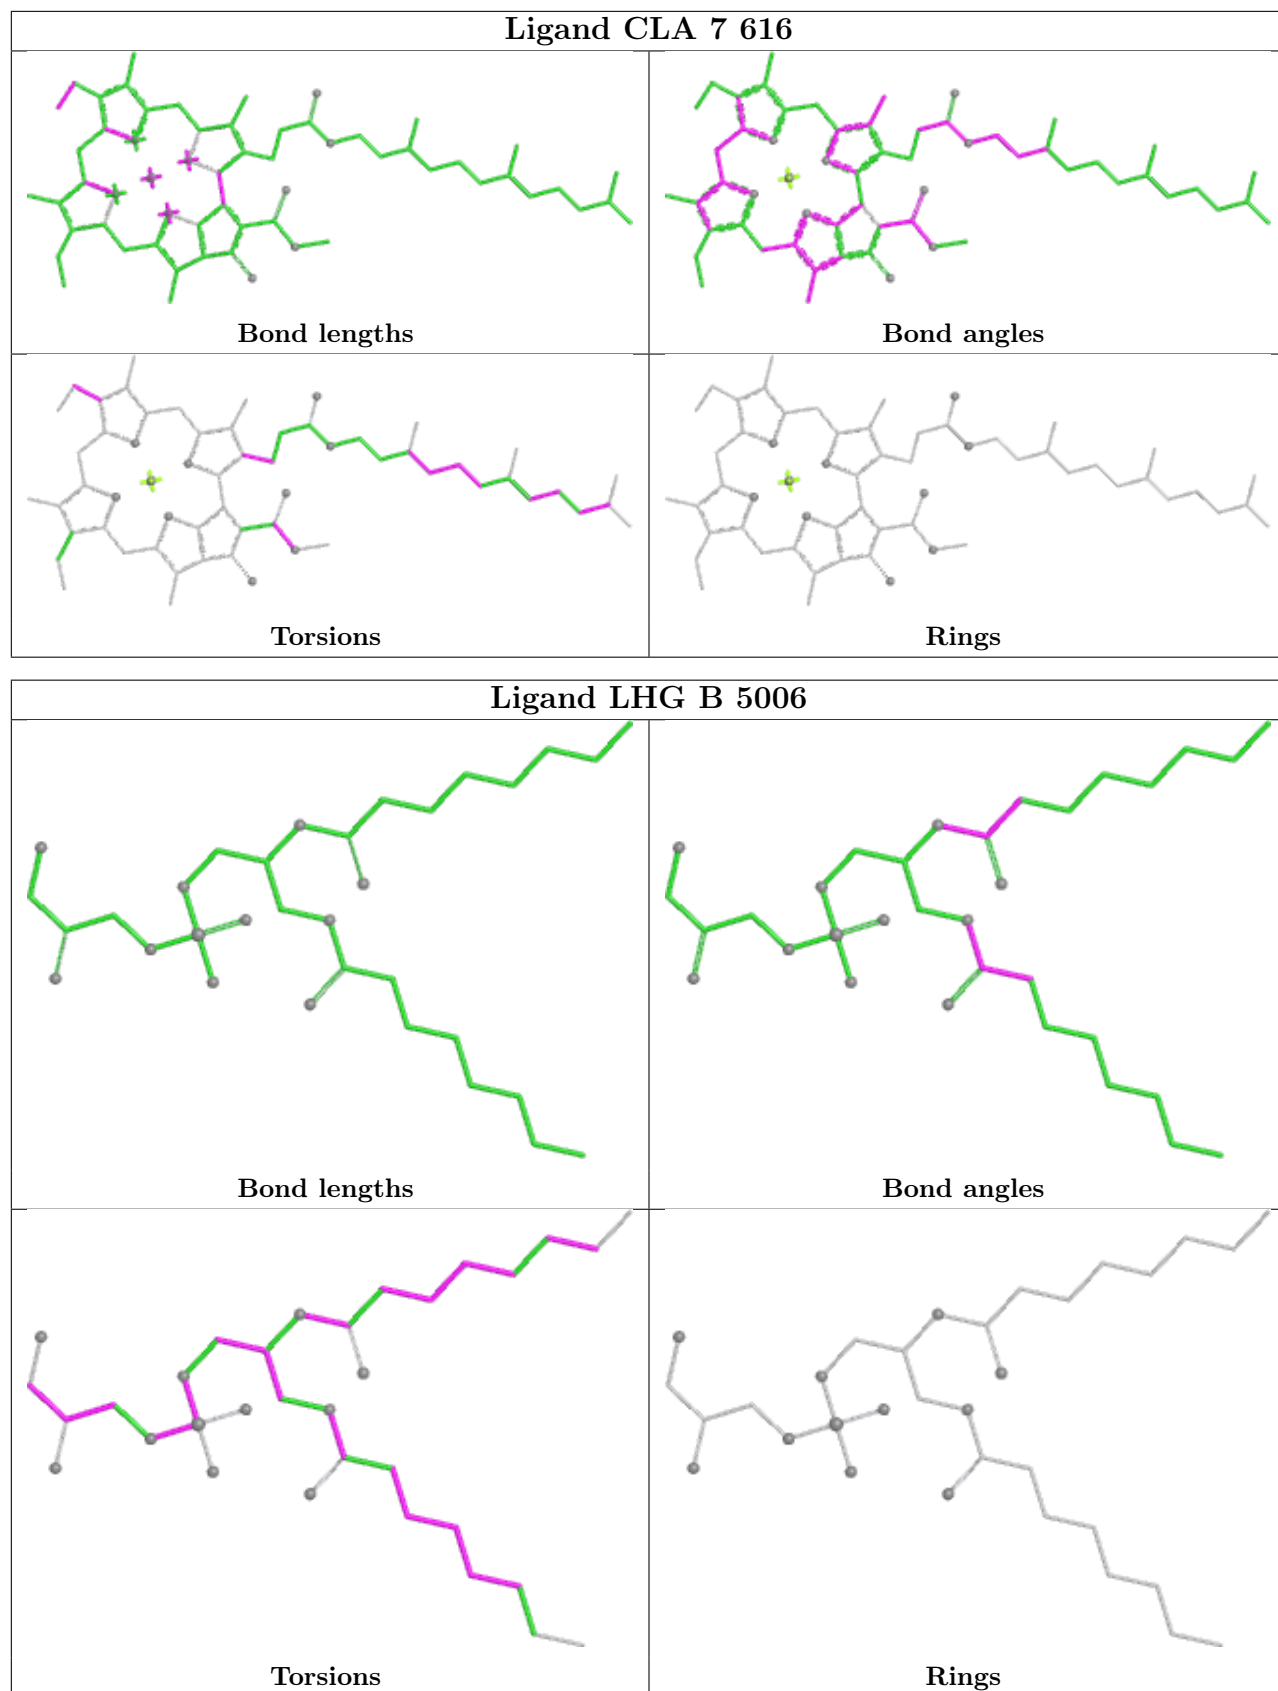 Ligand CLA 7 616
Bond lengths
Bond angles
Torsions
Rings
Ligand LHG B 5006
Bond lengths
Bond angles
Torsions
Rings